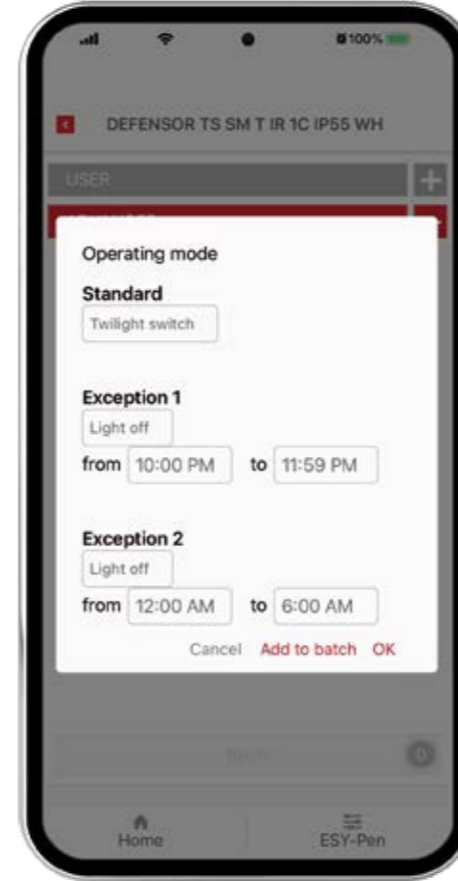 100%
DEFENSOR TS SM T IR 1C IP55 WH
USER
Operating mode
Standard
Twilight switch
Exception 1
Light off
from 10:00 PM to 11:59 PM
Exception 2
Light off
from 12:00 AM to 6:00 AM
Cancel Add to batch OK
0
Home ESY-Pen